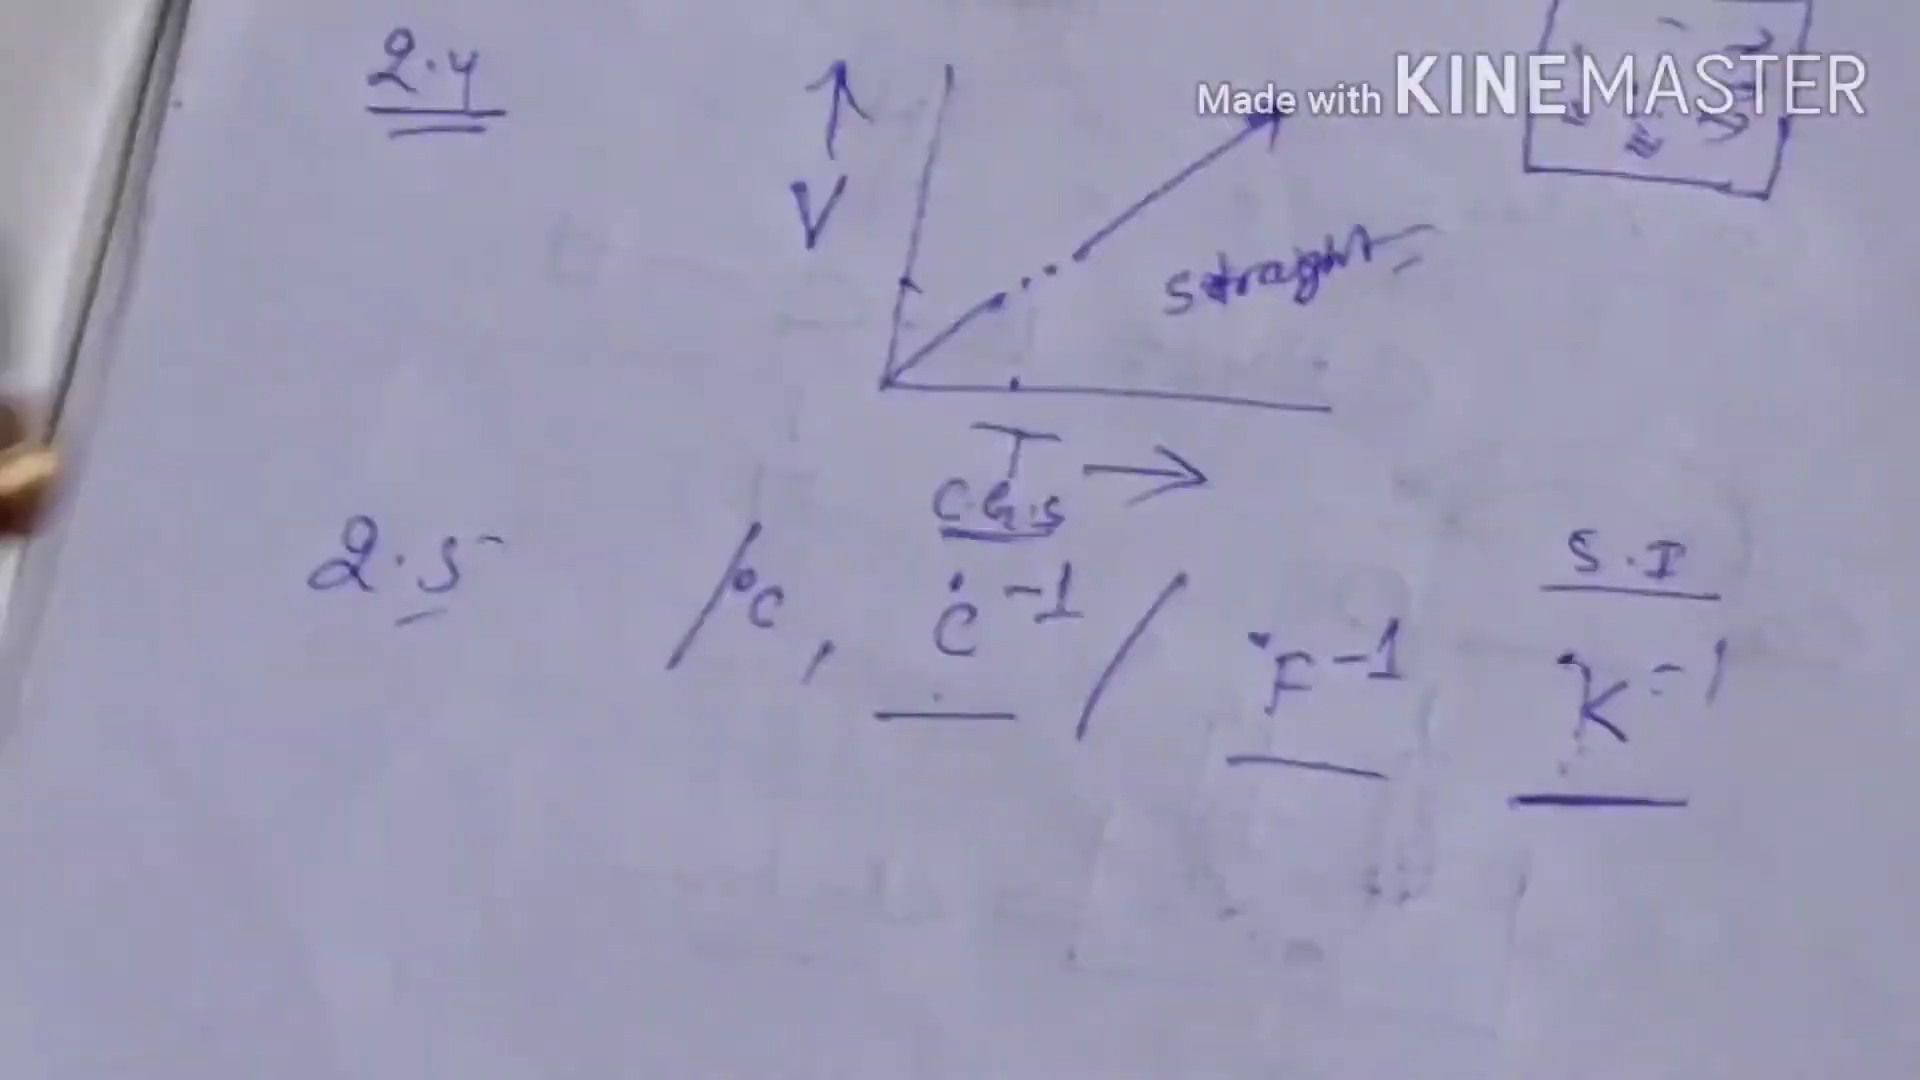 2.4
Made with KINEMASTER
V
straight
T
C.G.S
S.I
2.5 /°C, °C⁻¹ / °F⁻¹ K⁻¹